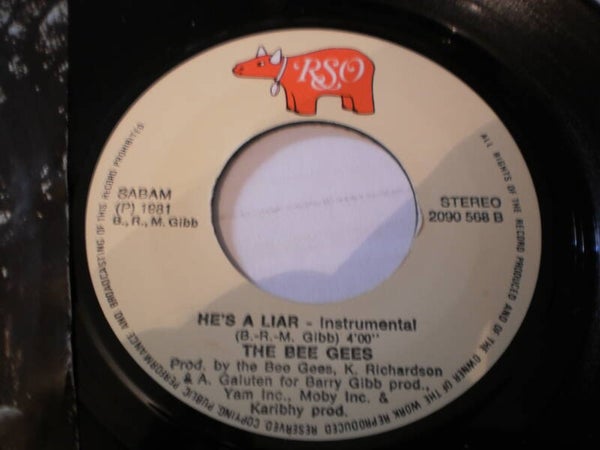 RSO
SABAM
(P) 1981
B., R., M. Gibb
STEREO
2090 568 B
HE'S A LIAR - Instrumental
(B.-R.-M. Gibb) 4'00"
THE BEE GEES
Prod. by the Bee Gees, K. Richardson
& A. Galuten for Barry Gibb prod.,
Yam Inc., Moby Inc. &
Karibhy prod.
ALL RIGHTS OF THE RECORD PRODUCED AND OF THE OWNER OF THE WORK REPRODUCED RESERVED. COPYING, PUBLIC PERFORMANCE AND BROADCASTING OF THIS RECORD PROHIBITED.